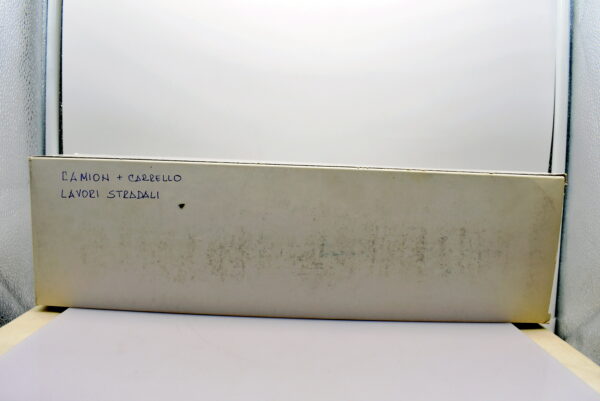 CAMION + CARRELLO
LAVORI STRADALI